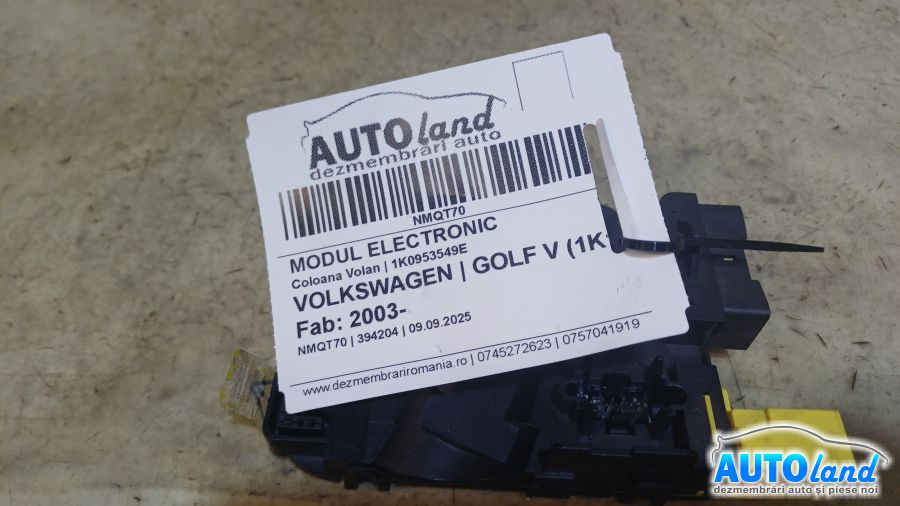 AUTOland
dezmembrări auto
NMQT70
MODUL ELECTRONIC
Coloana Volan | 1K0953549E
VOLKSWAGEN | GOLF V (1K
Fab: 2003-
NMQT70 | 394204 | 09.09.2025
www.dezmembrariromania.ro | 0745272623 | 0757041919
AUTOland
dezmembrări auto și piese noi